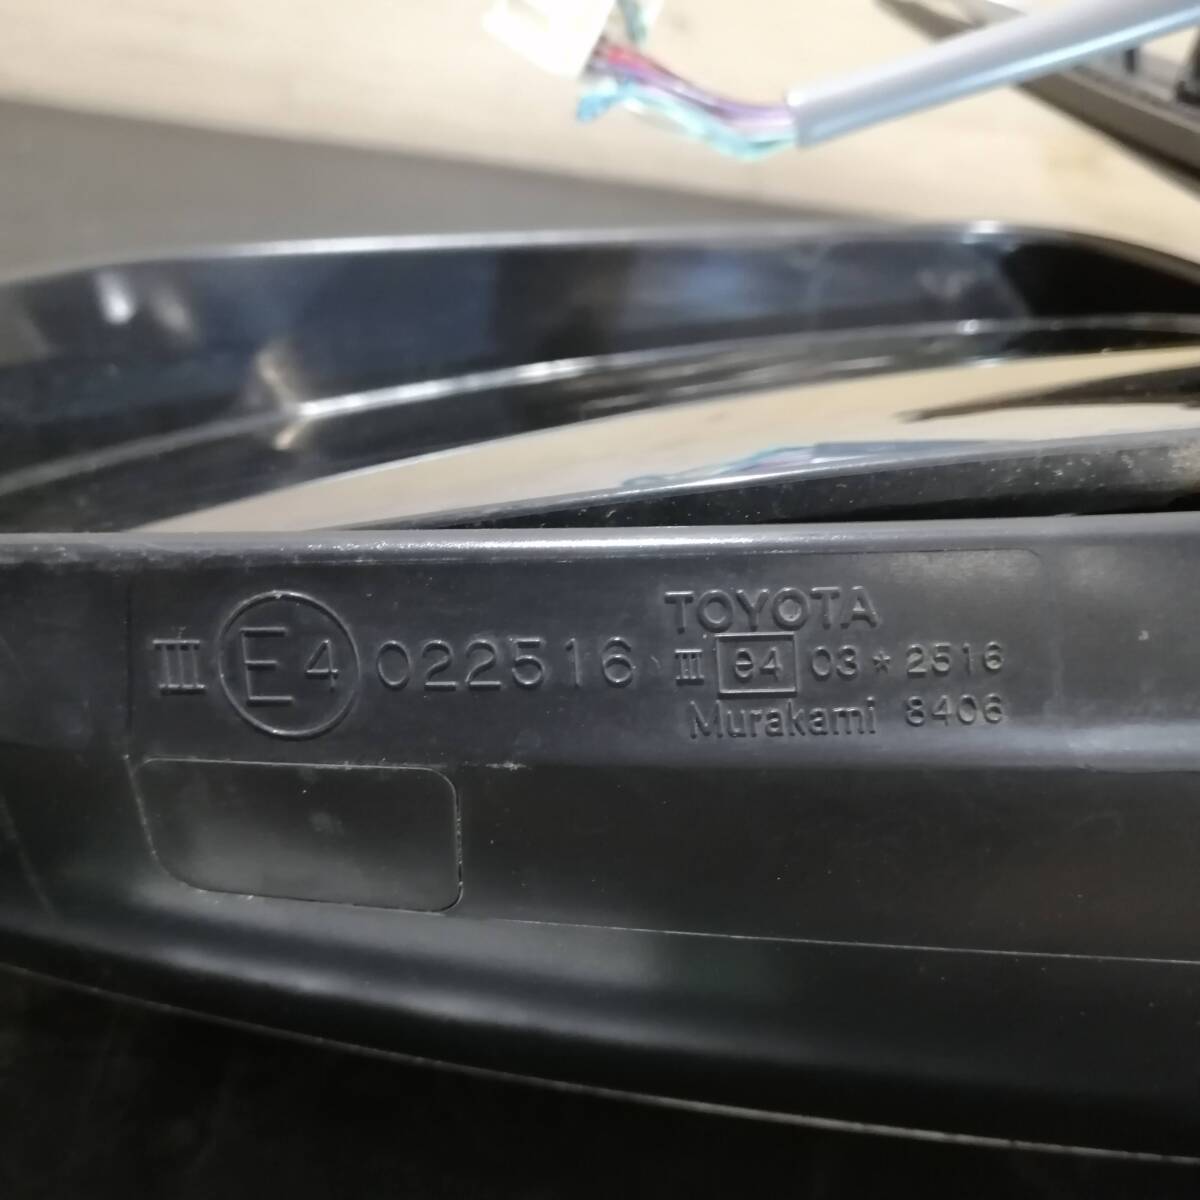 III E4 022516
TOYOTA
III e4 03*2516
Murakami 8406